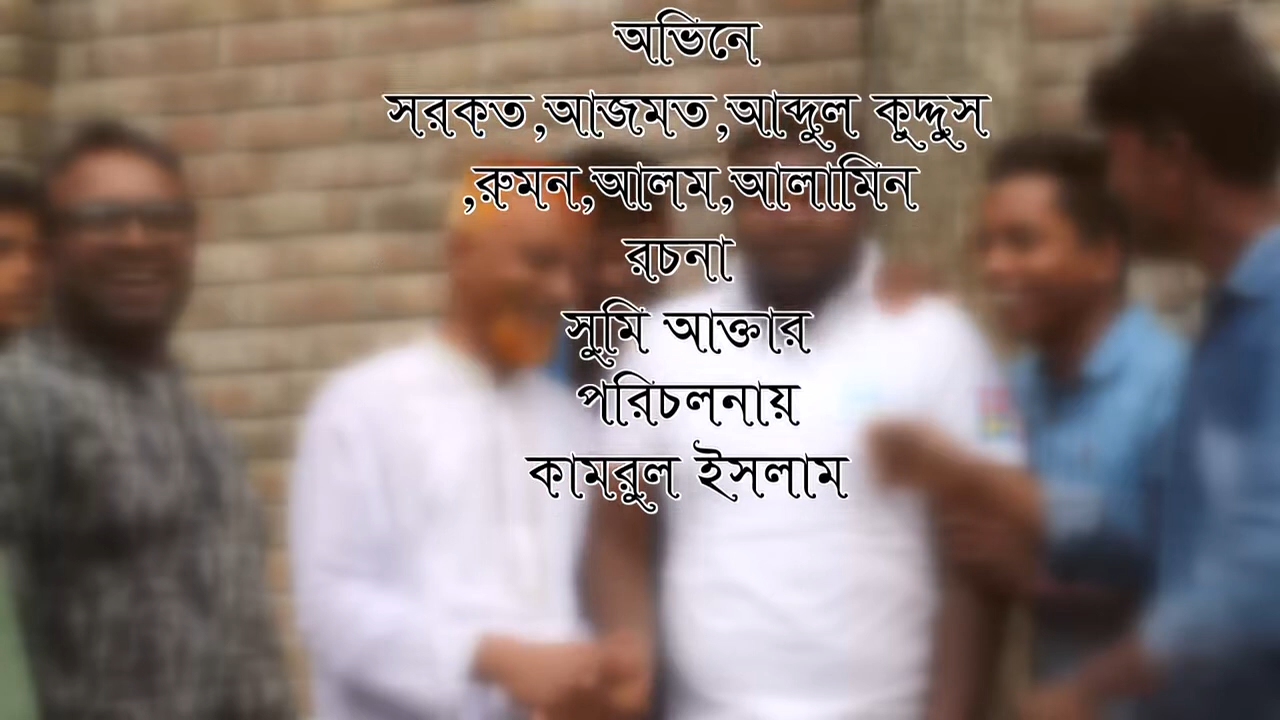 অভিনে
সরকত,আজমত,আব্দুল কুদ্দুস
,রুমন,আলম,আলামিন
রচনা
সুমি আক্তার
পরিচলনায়
কামরুল ইসলাম